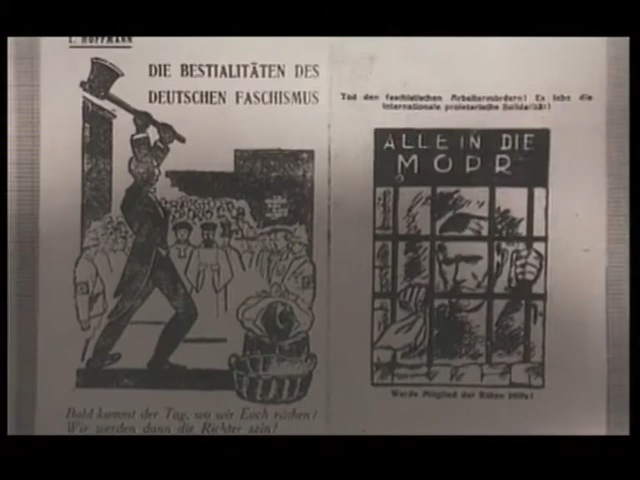 L. HOFFMANN
DIE BESTIALITÄTEN DES
DEUTSCHEN FASCHISMUS
Bald kommt der Tag, wo wir Euch rächen!
Wir werden dann die Richter sein!
Tod den faschistischen Arbeitermördern! Es lebe die
internationale proletarische Solidarität!
ALLE IN DIE
MOPR
Werde Mitglied der Roten Hilfe!